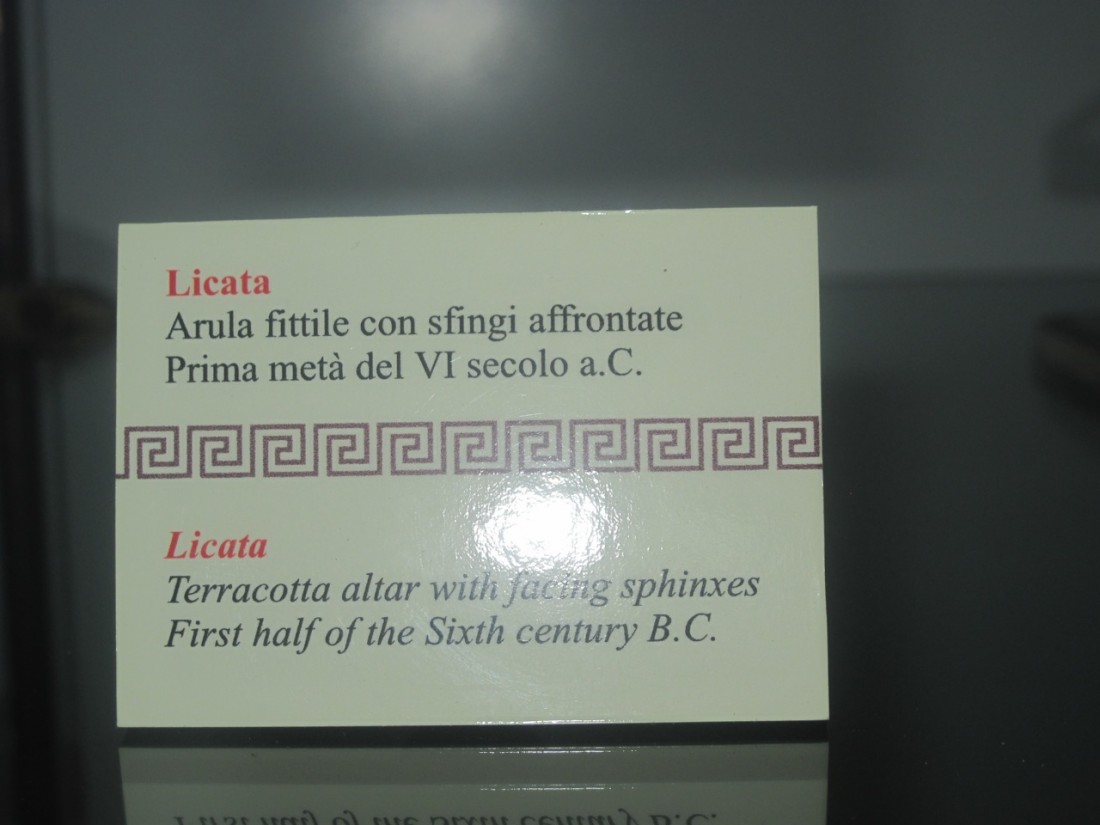 Licata
Arula fittile con sfingi affrontate
Prima metà del VI secolo a.C.
Licata
Terracotta altar with facing sphinxes
First half of the Sixth century B.C.